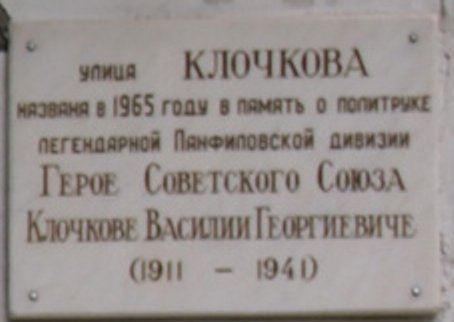 улица КЛОЧКОВА
названа в 1965 году в память о политруке
легендарной Панфиловской дивизии
Герое Советского Союза
Клочкове Василии Георгиевиче
(1911 – 1941)